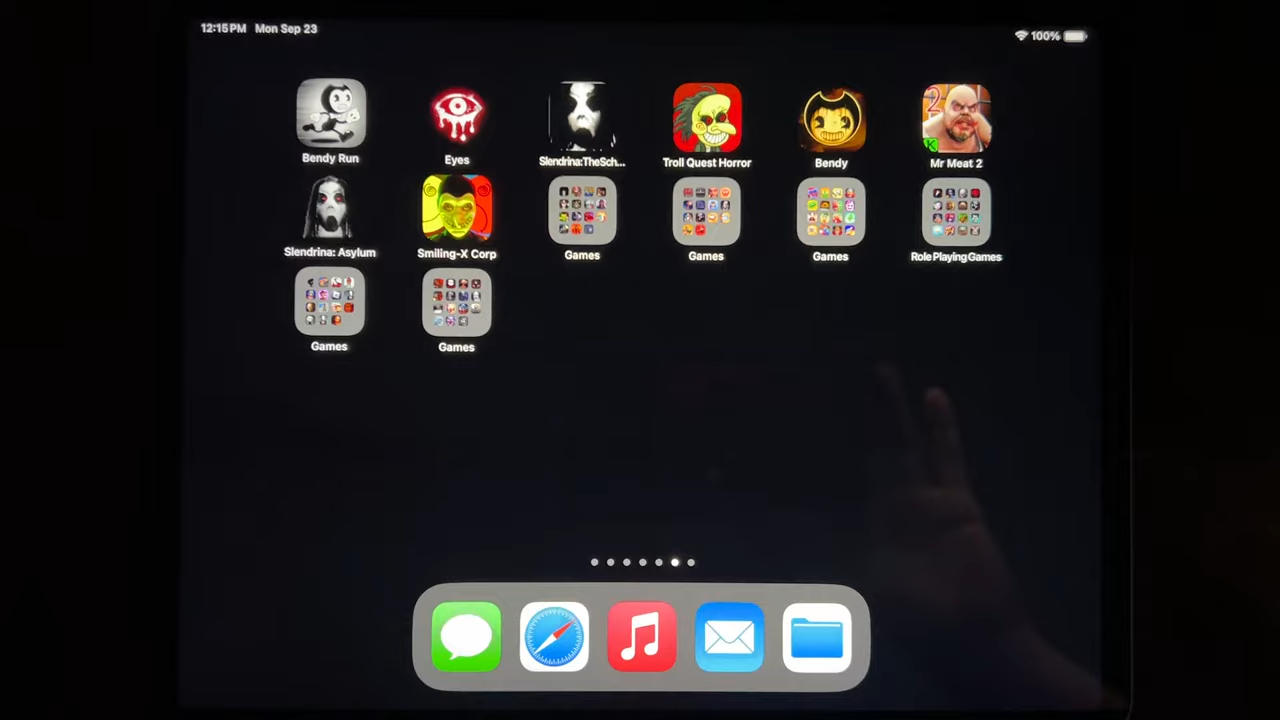 12:15 PM Mon Sep 23
100%
Bendy Run
Eyes
Slendrina:TheSch...
Troll Quest Horror
Bendy
2
K
Mr Meat 2
Slendrina: Asylum
Smiling-X Corp
Games
Games
Games
Role Playing Games
Games
Games